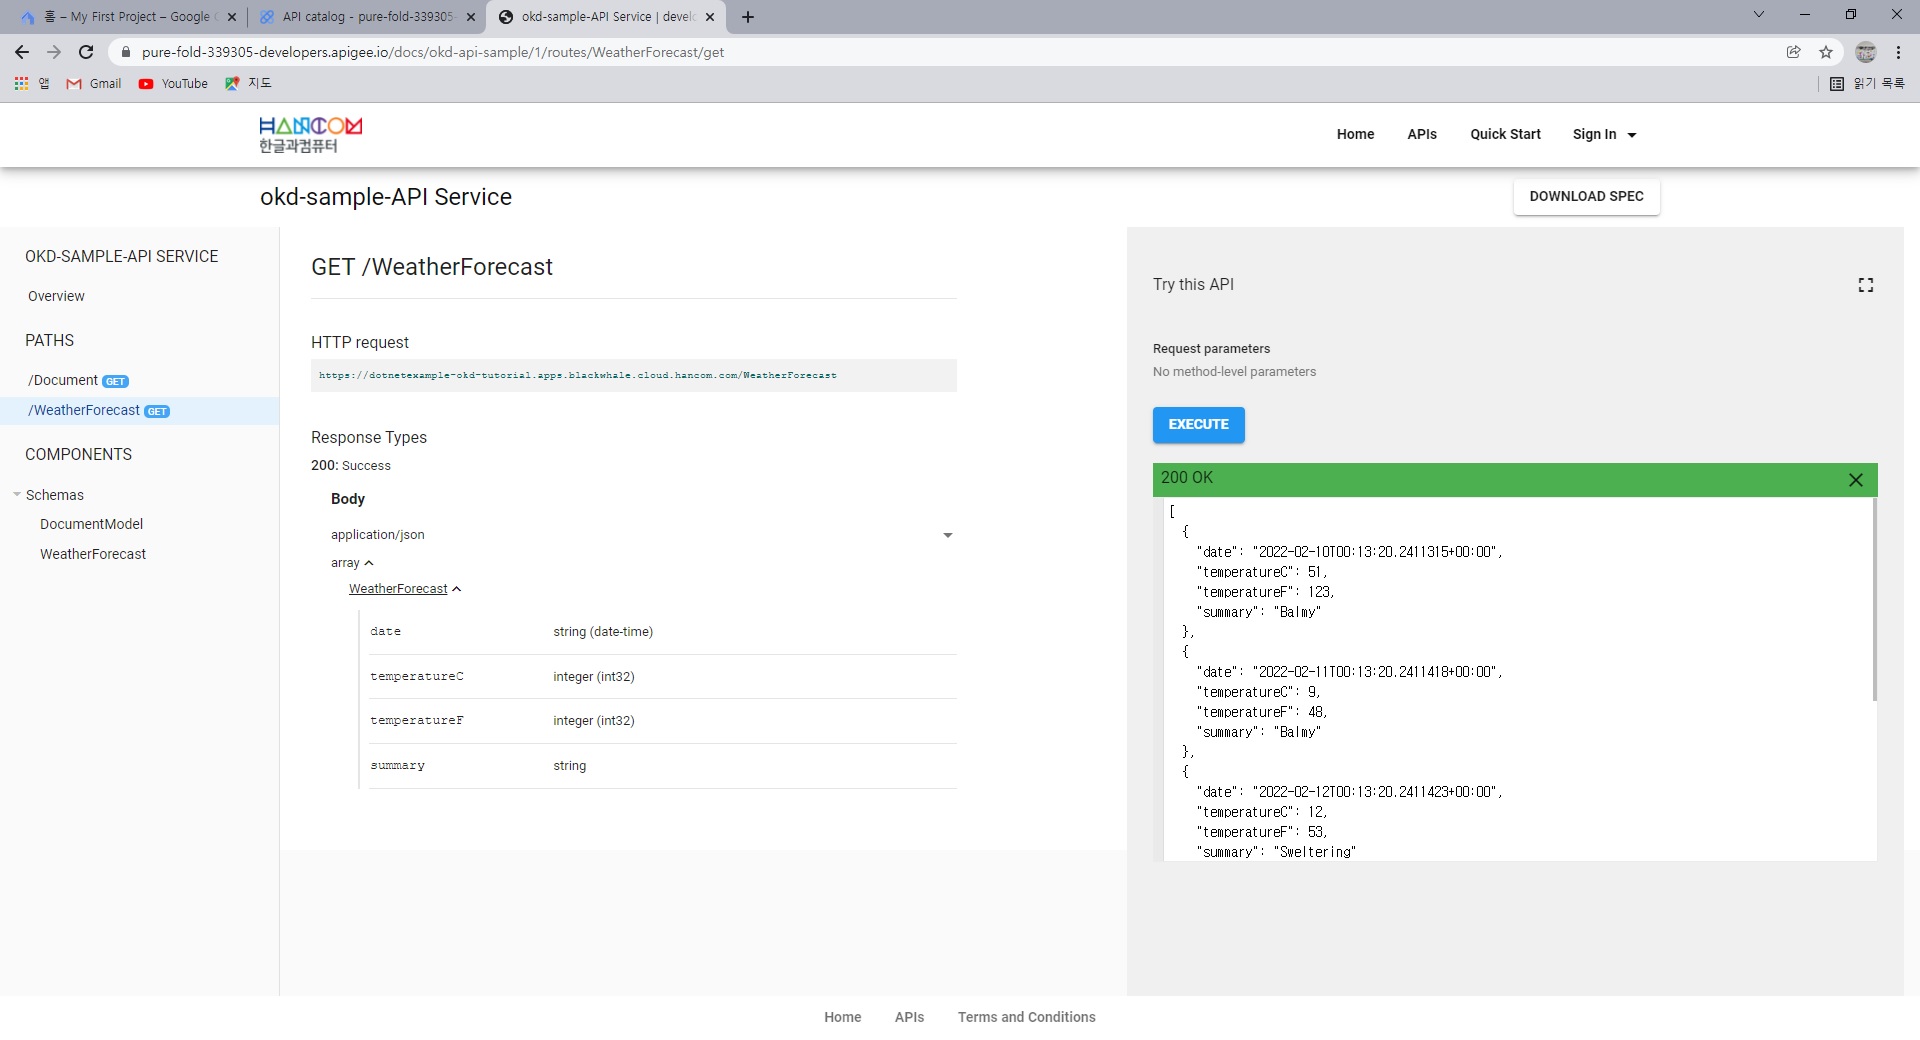 홈 – My First Project – Google C
API catalog - pure-fold-339305-
okd-sample-API Service | develo
pure-fold-339305-developers.apigee.io/docs/okd-api-sample/1/routes/WeatherForecast/get
앱
Gmail
YouTube
지도
읽기 목록
HANCOM
한글과컴퓨터
Home
APIs
Quick Start
Sign In
okd-sample-API Service
DOWNLOAD SPEC
OKD-SAMPLE-API SERVICE
Overview
PATHS
/Document GET
/WeatherForecast GET
COMPONENTS
Schemas
DocumentModel
WeatherForecast
GET /WeatherForecast
HTTP request
https://dotnetexample-okd-tutorial.apps.blackwhale.cloud.hancom.com/WeatherForecast
Response Types
200: Success
Body
application/json
array
WeatherForecast
date string (date-time)
temperatureC integer (int32)
temperatureF integer (int32)
summary string
Try this API
Request parameters
No method-level parameters
EXECUTE
200 OK
[
{
"date": "2022-02-10T00:13:20.2411315+00:00",
"temperatureC": 51,
"temperatureF": 123,
"summary": "Balmy"
},
{
"date": "2022-02-11T00:13:20.2411418+00:00",
"temperatureC": 9,
"temperatureF": 48,
"summary": "Balmy"
},
{
"date": "2022-02-12T00:13:20.2411423+00:00",
"temperatureC": 12,
"temperatureF": 53,
"summary": "Sweltering"
Home
APIs
Terms and Conditions